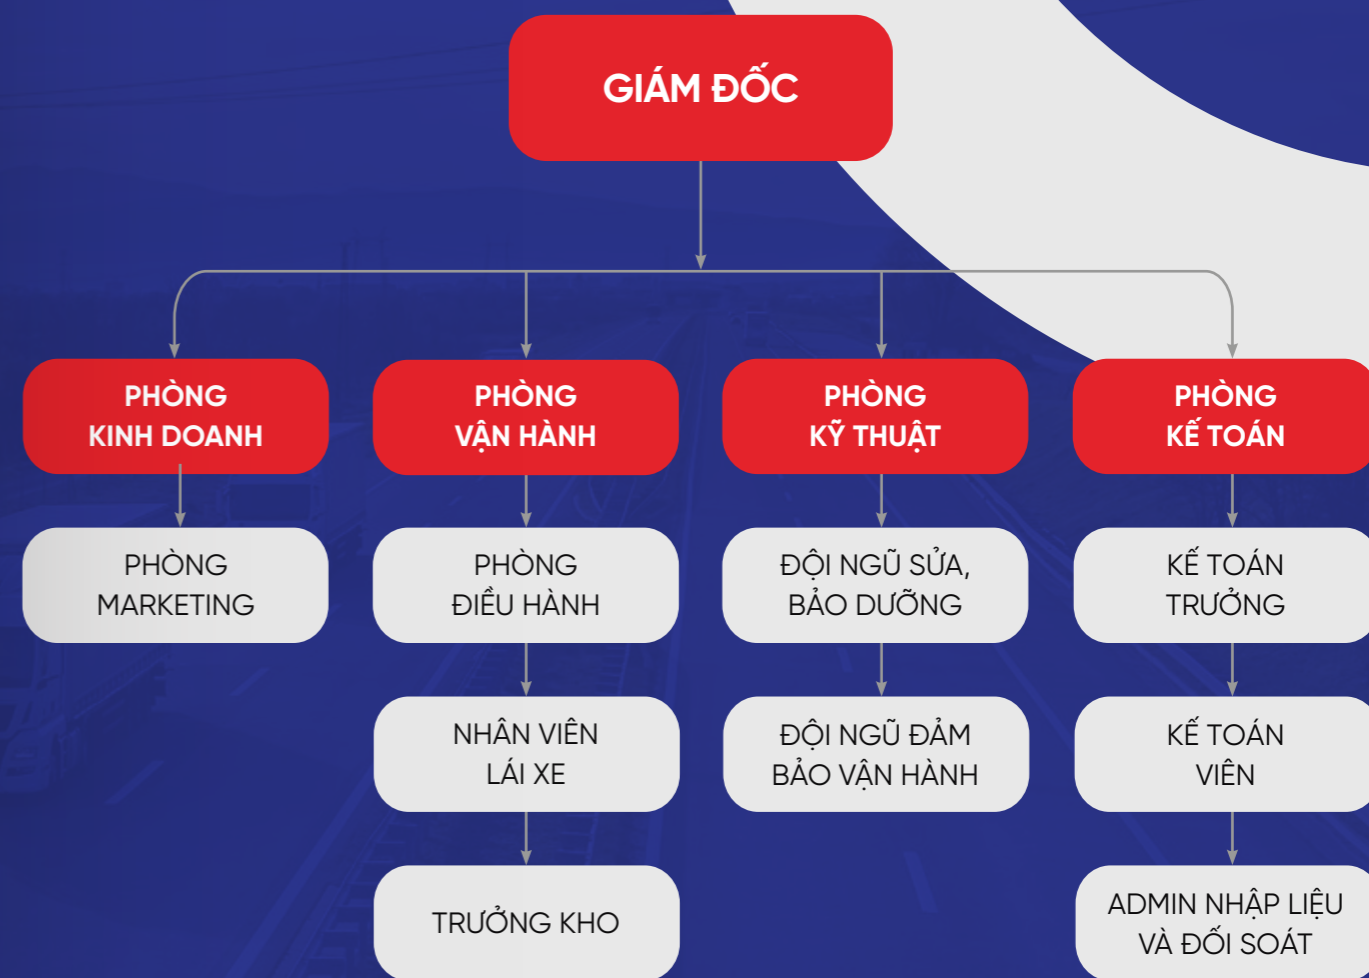 GIÁM ĐỐC
PHÒNG
KINH DOANH
PHÒNG
VẬN HÀNH
PHÒNG
KỸ THUẬT
PHÒNG
KẾ TOÁN
PHÒNG
MARKETING
PHÒNG
ĐIỀU HÀNH
ĐỘI NGŨ SỬA,
BẢO DƯỠNG
KẾ TOÁN
TRƯỞNG
NHÂN VIÊN
LÁI XE
ĐỘI NGŨ ĐẢM
BẢO VẬN HÀNH
KẾ TOÁN
VIÊN
TRƯỞNG KHO
ADMIN NHẬP LIỆU
VÀ ĐỐI SOÁT